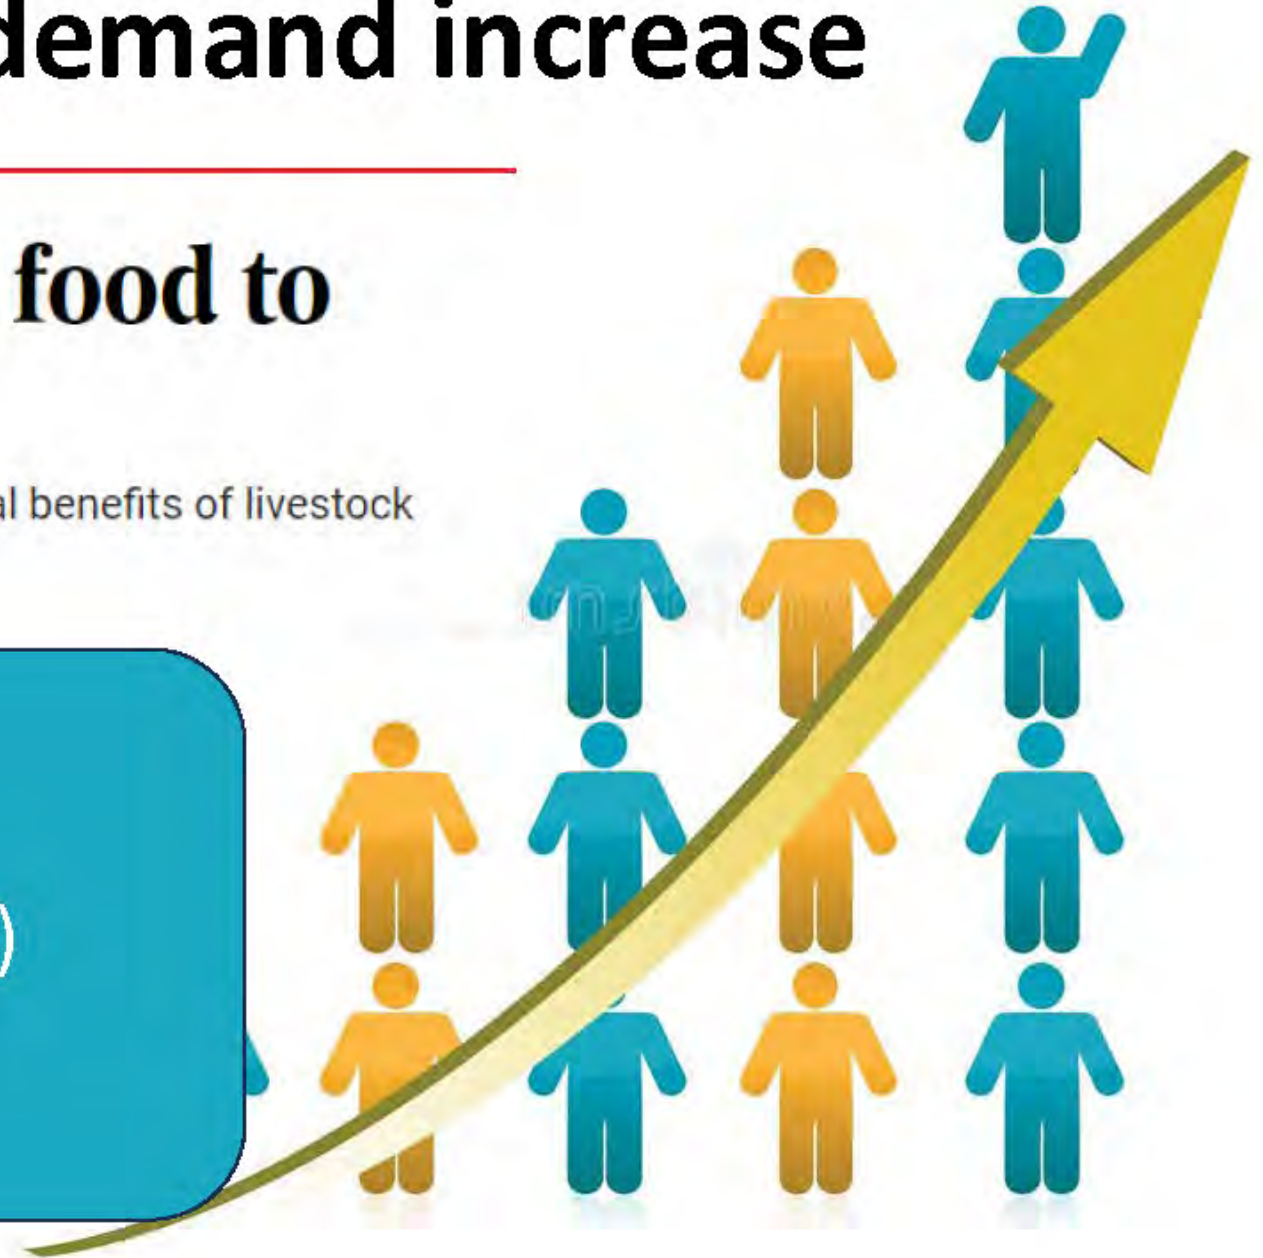 demand increase
food to
al benefits of livestock
)